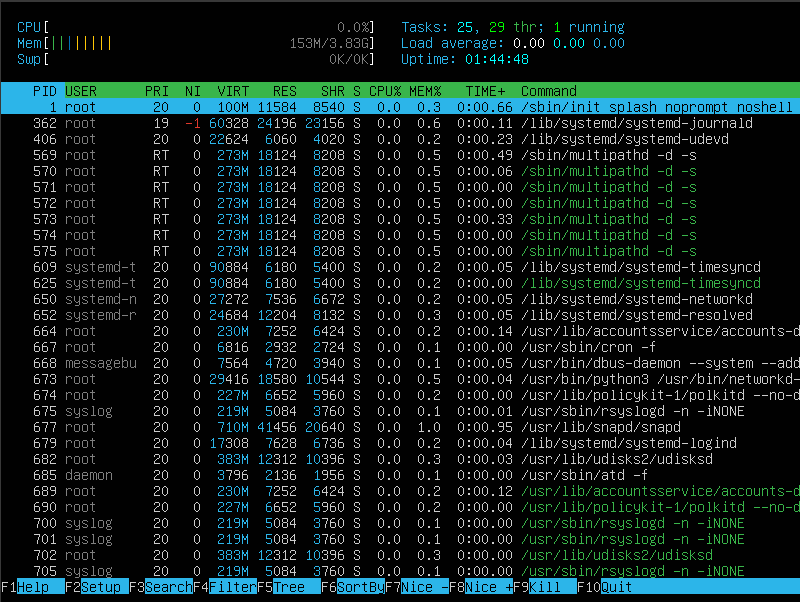 CPU[ 0.0%] Tasks: 25, 29 thr; 1 running
Mem[|||||||| 153M/3.83G] Load average: 0.00 0.00 0.00
Swp[ 0K/0K] Uptime: 01:44:48
PID USER PRI NI VIRT RES SHR S CPU% MEM% TIME+ Command
1 root 20 0 100M 11584 8540 S 0.0 0.3 0:00.66 /sbin/init splash noprompt noshell
362 root 19 -1 60328 24196 23156 S 0.0 0.6 0:00.11 /lib/systemd/systemd-journald
406 root 20 0 22624 6060 4020 S 0.0 0.2 0:00.23 /lib/systemd/systemd-udevd
569 root RT 0 273M 18124 8208 S 0.0 0.5 0:00.49 /sbin/multipathd -d -s
570 root RT 0 273M 18124 8208 S 0.0 0.5 0:00.06 /sbin/multipathd -d -s
571 root RT 0 273M 18124 8208 S 0.0 0.5 0:00.00 /sbin/multipathd -d -s
572 root RT 0 273M 18124 8208 S 0.0 0.5 0:00.00 /sbin/multipathd -d -s
573 root RT 0 273M 18124 8208 S 0.0 0.5 0:00.33 /sbin/multipathd -d -s
574 root RT 0 273M 18124 8208 S 0.0 0.5 0:00.00 /sbin/multipathd -d -s
575 root RT 0 273M 18124 8208 S 0.0 0.5 0:00.00 /sbin/multipathd -d -s
609 systemd-t 20 0 90884 6180 5400 S 0.0 0.2 0:00.05 /lib/systemd/systemd-timesyncd
625 systemd-t 20 0 90884 6180 5400 S 0.0 0.2 0:00.00 /lib/systemd/systemd-timesyncd
650 systemd-n 20 0 27272 7536 6672 S 0.0 0.2 0:00.05 /lib/systemd/systemd-networkd
652 systemd-r 20 0 24684 12204 8132 S 0.0 0.3 0:00.05 /lib/systemd/systemd-resolved
664 root 20 0 230M 7252 6424 S 0.0 0.2 0:00.14 /usr/lib/accountsservice/accounts-d
667 root 20 0 6816 2932 2724 S 0.0 0.1 0:00.00 /usr/sbin/cron -f
668 messagebu 20 0 7564 4720 3940 S 0.0 0.1 0:00.05 /usr/bin/dbus-daemon --system --add
673 root 20 0 29416 18580 10544 S 0.0 0.5 0:00.04 /usr/bin/python3 /usr/bin/networkd-
674 root 20 0 227M 6652 5960 S 0.0 0.2 0:00.00 /usr/lib/policykit-1/polkitd --no-d
675 syslog 20 0 219M 5084 3760 S 0.0 0.1 0:00.01 /usr/sbin/rsyslogd -n -iNONE
677 root 20 0 710M 41456 20640 S 0.0 1.0 0:00.95 /usr/lib/snapd/snapd
679 root 20 0 17308 7628 6736 S 0.0 0.2 0:00.04 /lib/systemd/systemd-logind
682 root 20 0 383M 12312 10396 S 0.0 0.3 0:00.03 /usr/lib/udisks2/udisksd
685 daemon 20 0 3796 2136 1956 S 0.0 0.1 0:00.00 /usr/sbin/atd -f
689 root 20 0 230M 7252 6424 S 0.0 0.2 0:00.12 /usr/lib/accountsservice/accounts-d
690 root 20 0 227M 6652 5960 S 0.0 0.2 0:00.00 /usr/lib/policykit-1/polkitd --no-d
700 syslog 20 0 219M 5084 3760 S 0.0 0.1 0:00.00 /usr/sbin/rsyslogd -n -iNONE
701 syslog 20 0 219M 5084 3760 S 0.0 0.1 0:00.00 /usr/sbin/rsyslogd -n -iNONE
702 root 20 0 383M 12312 10396 S 0.0 0.3 0:00.00 /usr/lib/udisks2/udisksd
705 syslog 20 0 219M 5084 3760 S 0.0 0.1 0:00.00 /usr/sbin/rsyslogd -n -iNONE
F1Help F2Setup F3SearchF4FilterF5Tree F6SortByF7Nice -F8Nice +F9Kill F10Quit